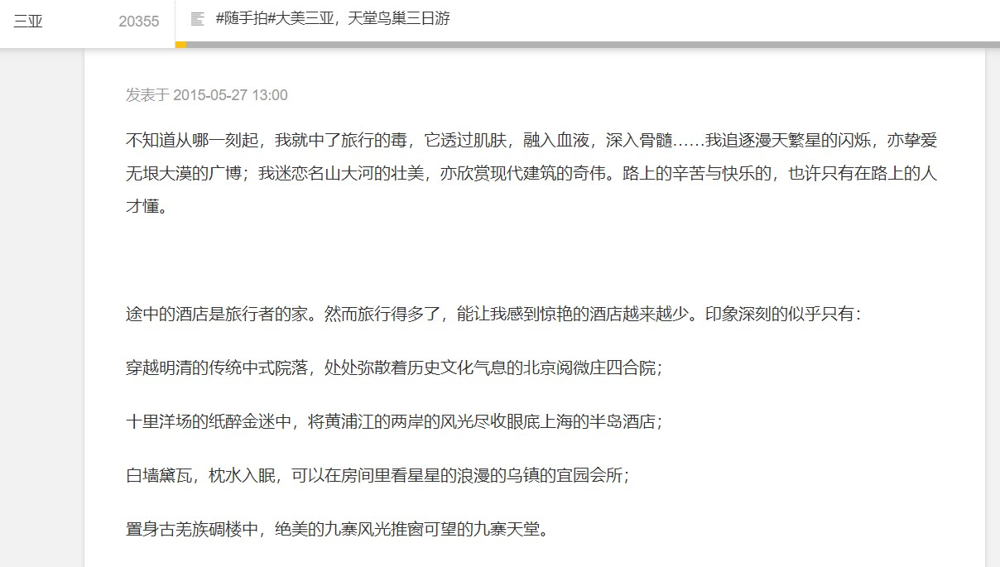 三亚 20355 #随手拍#大美三亚，天堂鸟巢三日游
发表于 2015-05-27 13:00
不知道从哪一刻起，我就中了旅行的毒，它透过肌肤，融入血液，深入骨髓……我追逐漫天繁星的闪烁，亦挚爱
无垠大漠的广博；我迷恋名山大河的壮美，亦欣赏现代建筑的奇伟。路上的辛苦与快乐的，也许只有在路上的人
才懂。
途中的酒店是旅行者的家。然而旅行得多了，能让我感到惊艳的酒店越来越少。印象深刻的似乎只有：
穿越明清的传统中式院落，处处弥散着历史文化气息的北京阅微庄四合院；
十里洋场的纸醉金迷中，将黄浦江的两岸的风光尽收眼底上海的半岛酒店；
白墙黛瓦，枕水入眠，可以在房间里看星星的浪漫的乌镇的宜园会所；
置身古羌族碉楼中，绝美的九寨风光推窗可望的九寨天堂。